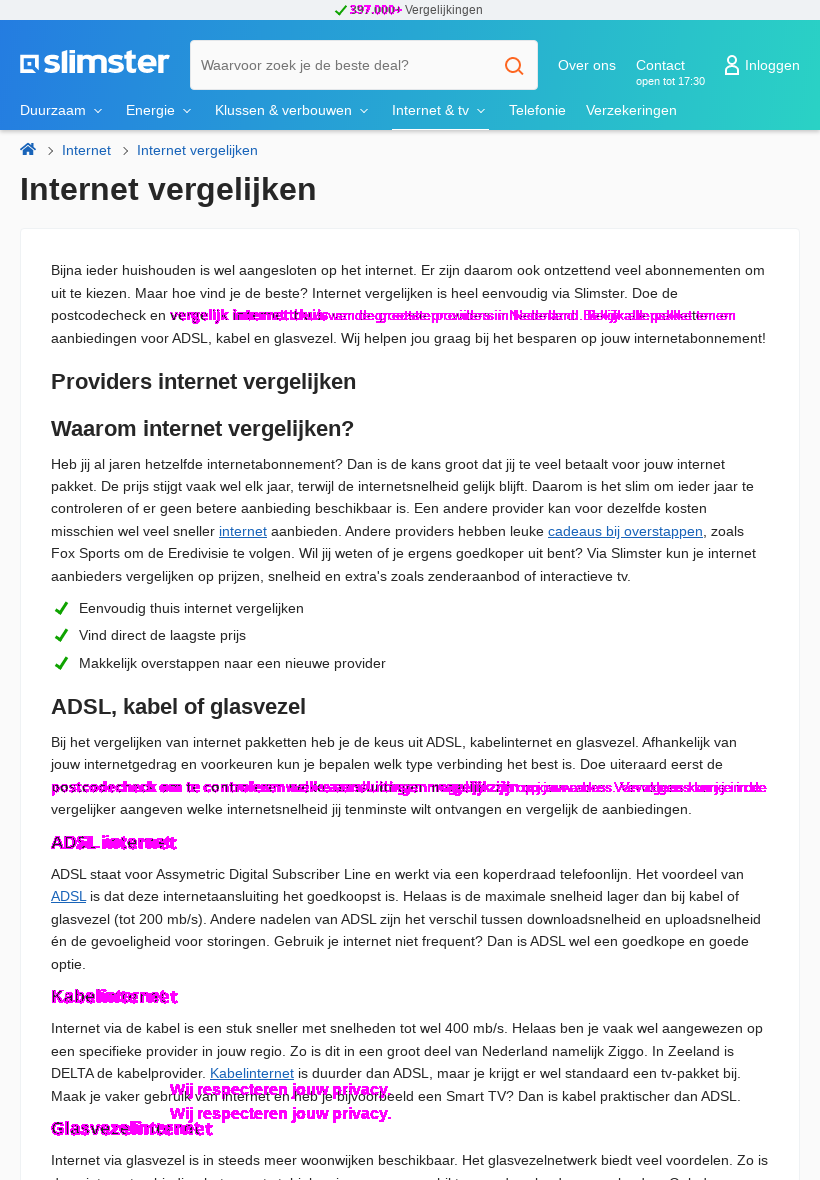 397.000+ Vergelijkingen
slimster
Waarvoor zoek je de beste deal?
Over ons
Contact
open tot 17:30
Inloggen
Duurzaam
Energie
Klussen & verbouwen
Internet & tv
Telefonie
Verzekeringen
Internet
Internet vergelijken
Internet vergelijken
Bijna ieder huishouden is wel aangesloten op het internet. Er zijn daarom ook ontzettend veel abonnementen om
uit te kiezen. Maar hoe vind je de beste? Internet vergelijken is heel eenvoudig via Slimster. Doe de
postcodecheck en vergelijk internet thuis van de grootste providers in Nederland. Bekijk alle pakketten en
aanbiedingen voor ADSL, kabel en glasvezel. Wij helpen jou graag bij het besparen op jouw internetabonnement!
Providers internet vergelijken
Waarom internet vergelijken?
Heb jij al jaren hetzelfde internetabonnement? Dan is de kans groot dat jij te veel betaalt voor jouw internet
pakket. De prijs stijgt vaak wel elk jaar, terwijl de internetsnelheid gelijk blijft. Daarom is het slim om ieder jaar te
controleren of er geen betere aanbieding beschikbaar is. Een andere provider kan voor dezelfde kosten
misschien wel veel sneller internet aanbieden. Andere providers hebben leuke cadeaus bij overstappen, zoals
Fox Sports om de Eredivisie te volgen. Wil jij weten of je ergens goedkoper uit bent? Via Slimster kun je internet
aanbieders vergelijken op prijzen, snelheid en extra's zoals zenderaanbod of interactieve tv.
Eenvoudig thuis internet vergelijken
Vind direct de laagste prijs
Makkelijk overstappen naar een nieuwe provider
ADSL, kabel of glasvezel
Bij het vergelijken van internet pakketten heb je de keus uit ADSL, kabelinternet en glasvezel. Afhankelijk van
jouw internetgedrag en voorkeuren kun je bepalen welk type verbinding het best is. Doe uiteraard eerst de
postcodecheck om te controleren welke aansluitingen mogelijk zijn op jouw adres. Vervolgens kun je in de
vergelijker aangeven welke internetsnelheid jij tenminste wilt ontvangen en vergelijk de aanbiedingen.
ADSL internet
ADSL staat voor Assymetric Digital Subscriber Line en werkt via een koperdraad telefoonlijn. Het voordeel van
ADSL is dat deze internetaansluiting het goedkoopst is. Helaas is de maximale snelheid lager dan bij kabel of
glasvezel (tot 200 mb/s). Andere nadelen van ADSL zijn het verschil tussen downloadsnelheid en uploadsnelheid
én de gevoeligheid voor storingen. Gebruik je internet niet frequent? Dan is ADSL wel een goedkope en goede
optie.
Kabelinternet
Internet via de kabel is een stuk sneller met snelheden tot wel 400 mb/s. Helaas ben je vaak wel aangewezen op
een specifieke provider in jouw regio. Zo is dit in een groot deel van Nederland namelijk Ziggo. In Zeeland is
DELTA de kabelprovider. Kabelinternet is duurder dan ADSL, maar je krijgt er wel standaard een tv-pakket bij.
Wij respecteren jouw privacy.
Maak je vaker gebruik van internet en heb je bijvoorbeeld een Smart TV? Dan is kabel praktischer dan ADSL.
Wij respecteren jouw privacy.
Glasvezelinternet
Internet via glasvezel is in steeds meer woonwijken beschikbaar. Het glasvezelnetwerk biedt veel voordelen. Zo is